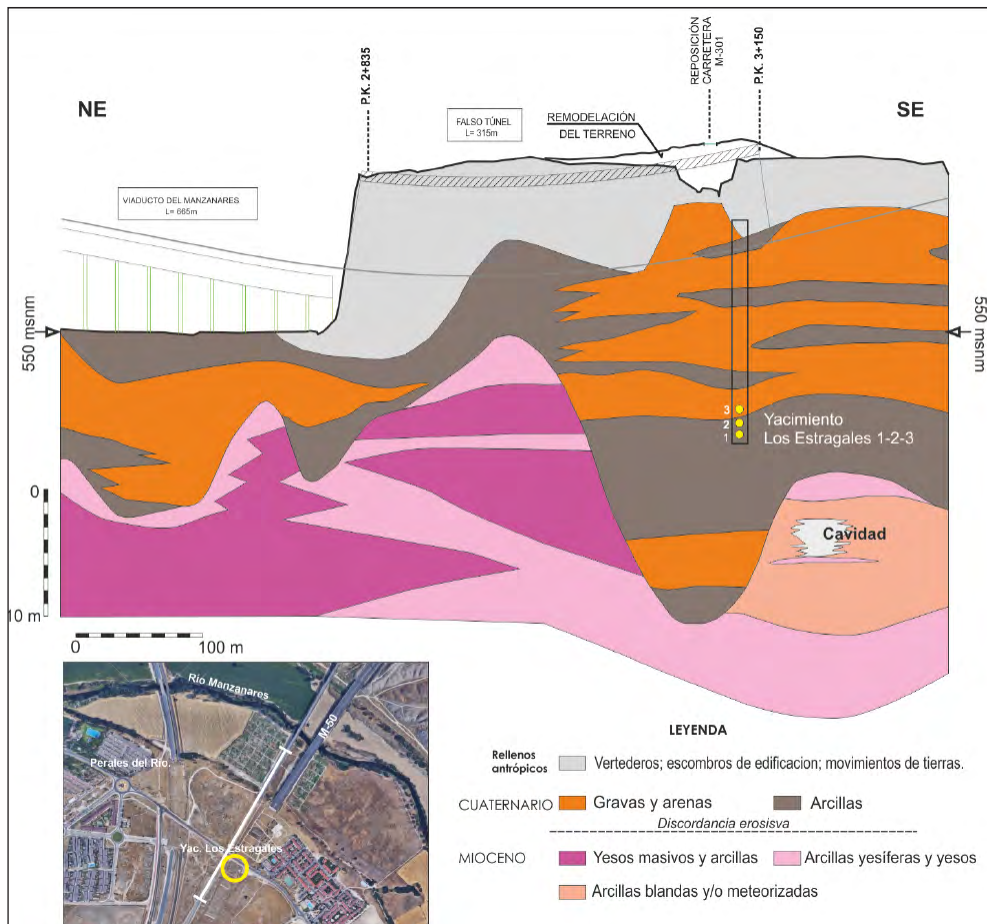 NE
P.K. 2+835
REPOSICIÓN
CARRETERA
M-301
P.K. 3+150
SE
FALSO TÚNEL
L= 315m
REMODELACIÓN
DEL TERRENO
VIADUCTO DEL MANZANARES
L= 665m
550 msnm
550 msnm
3
2
1
Yacimiento
Los Estragales 1-2-3
Cavidad
0
10 m
0
100 m
Río Manzanares
M-50
Perales del Río.
Yac. Los Estragales
LEYENDA
Rellenos
antrópicos
Vertederos; escombros de edificacion; movimientos de tierras.
CUATERNARIO
Gravas y arenas
Arcillas
Discordancia erosisva
MIOCENO
Yesos masivos y arcillas
Arcillas yesíferas y yesos
Arcillas blandas y/o meteorizadas